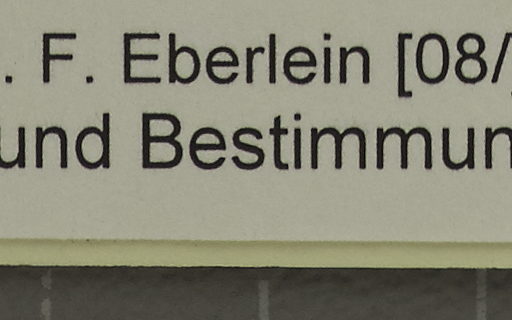 . F. Eberlein [08/
und Bestimmun